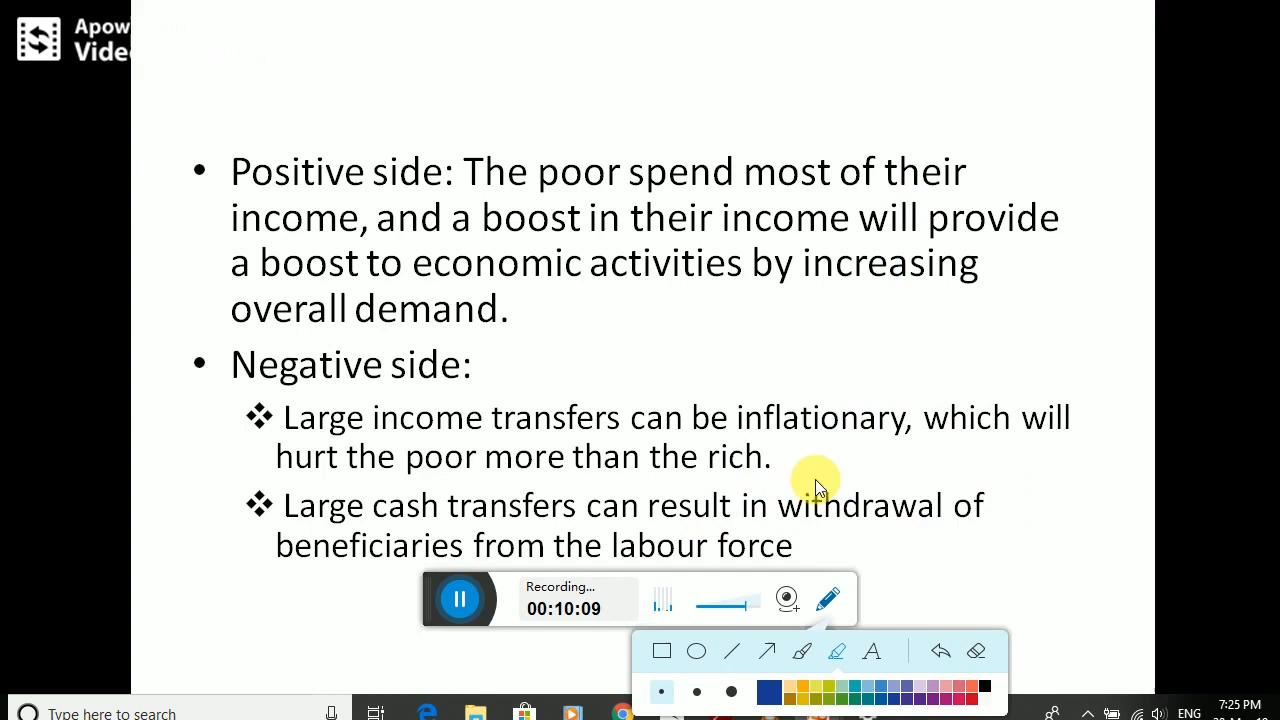 Apow
Vide
• Positive side: The poor spend most of their
income, and a boost in their income will provide
a boost to economic activities by increasing
overall demand.
• Negative side:
❖ Large income transfers can be inflationary, which will
hurt the poor more than the rich.
❖ Large cash transfers can result in withdrawal of
beneficiaries from the labour force
Recording...
00:10:09
A
Type here to search
ENG
7:25 PM